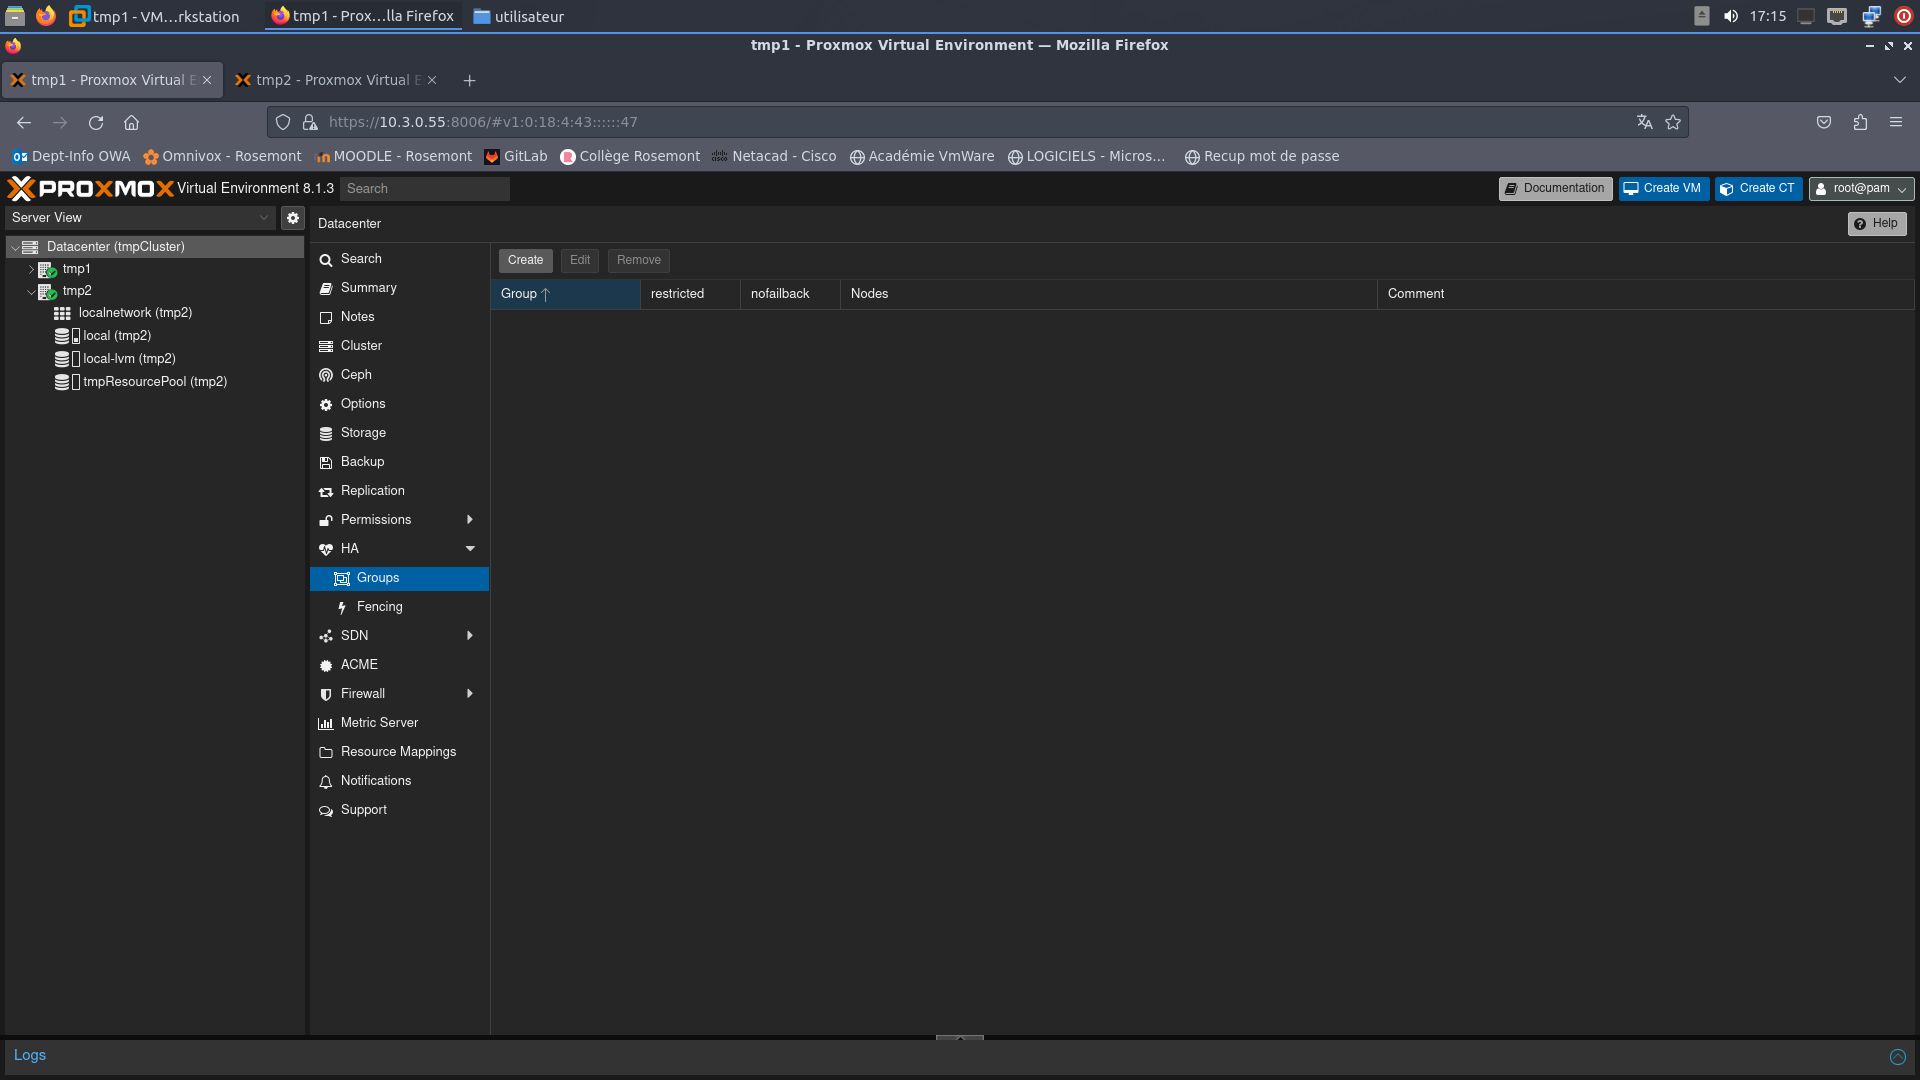 tmp1 - VM...rkstation
tmp1 - Prox...lla Firefox
utilisateur
17:15
tmp1 - Proxmox Virtual Environment — Mozilla Firefox
tmp1 - Proxmox Virtual E
tmp2 - Proxmox Virtual E
https://10.3.0.55:8006/#v1:0:18:4:43::::::47
Dept-Info OWA
Omnivox - Rosemont
MOODLE - Rosemont
GitLab
Collège Rosemont
Netacad - Cisco
Académie VmWare
LOGICIELS - Micros...
Recup mot de passe
PROXMOX Virtual Environment 8.1.3
Search
Documentation
Create VM
Create CT
root@pam
Server View
Datacenter (tmpCluster)
tmp1
tmp2
localnetwork (tmp2)
local (tmp2)
local-lvm (tmp2)
tmpResourcePool (tmp2)
Datacenter
Help
Search
Summary
Notes
Cluster
Ceph
Options
Storage
Backup
Replication
Permissions
HA
Groups
Fencing
SDN
ACME
Firewall
Metric Server
Resource Mappings
Notifications
Support
Create
Edit
Remove
Group
restricted
nofailback
Nodes
Comment
Logs